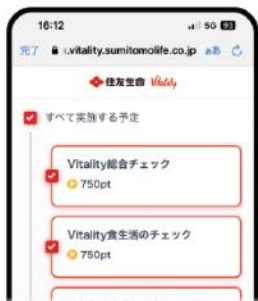 16:12 5G 93
完了 i.vitality.sumitomolife.co.jp ああ
住友生命 Vitality
すべて実施する予定
Vitality総合チェック
750pt
Vitality食生活のチェック
750pt